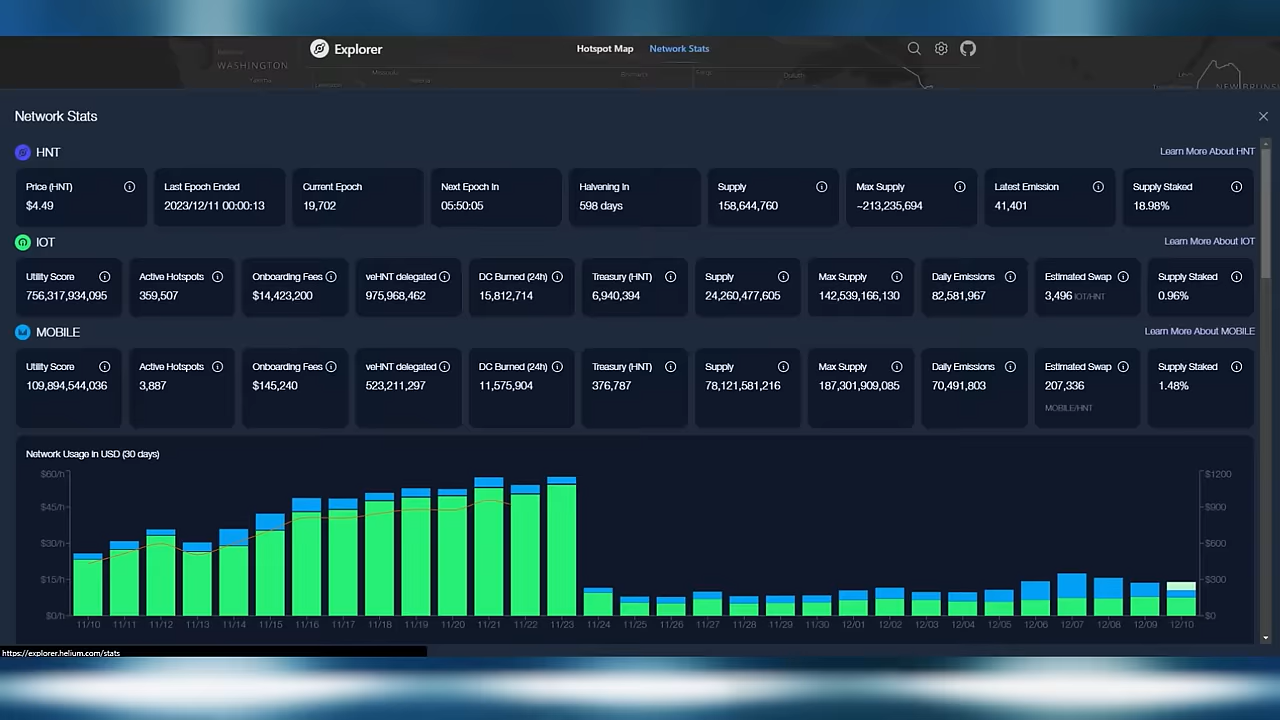 Explorer
Hotspot Map
Network Stats
WASHINGTON
Duluth
NEW BRUNS
Network Stats
HNT
Learn More About HNT
Price (HNT)
$4.49
Last Epoch Ended
2023/12/11 00:00:13
Current Epoch
19,702
Next Epoch In
05:50:05
Halvening In
598 days
Supply
158,644,760
Max Supply
~213,235,694
Latest Emission
41,401
Supply Staked
18.98%
IOT
Learn More About IOT
Utility Score
756,317,934,095
Active Hotspots
359,507
Onboarding Fees
$14,423,200
veHNT delegated
975,968,462
DC Burned (24h)
15,812,714
Treasury (HNT)
6,940,394
Supply
24,260,477,605
Max Supply
142,539,166,130
Daily Emissions
82,581,967
Estimated Swap
3,496 IOT/HNT
Supply Staked
0.96%
MOBILE
Learn More About MOBILE
Utility Score
109,894,544,036
Active Hotspots
3,887
Onboarding Fees
$145,240
veHNT delegated
523,211,297
DC Burned (24h)
11,575,904
Treasury (HNT)
376,787
Supply
78,121,581,216
Max Supply
187,301,909,085
Daily Emissions
70,491,803
Estimated Swap
207,336
MOBILE/HNT
Supply Staked
1.48%
Network Usage in USD (30 days)
$60/h
$45/h
$30/h
$15/h
$0/h
$1200
$900
$600
$300
$0
11/10 11/11 11/12 11/13 11/14 11/15 11/16 11/17 11/18 11/19 11/20 11/21 11/22 11/23 11/24 11/25 11/26 11/27 11/28 11/29 11/30 12/01 12/02 12/03 12/04 12/05 12/06 12/07 12/08 12/09 12/10
https://explorer.helium.com/stats